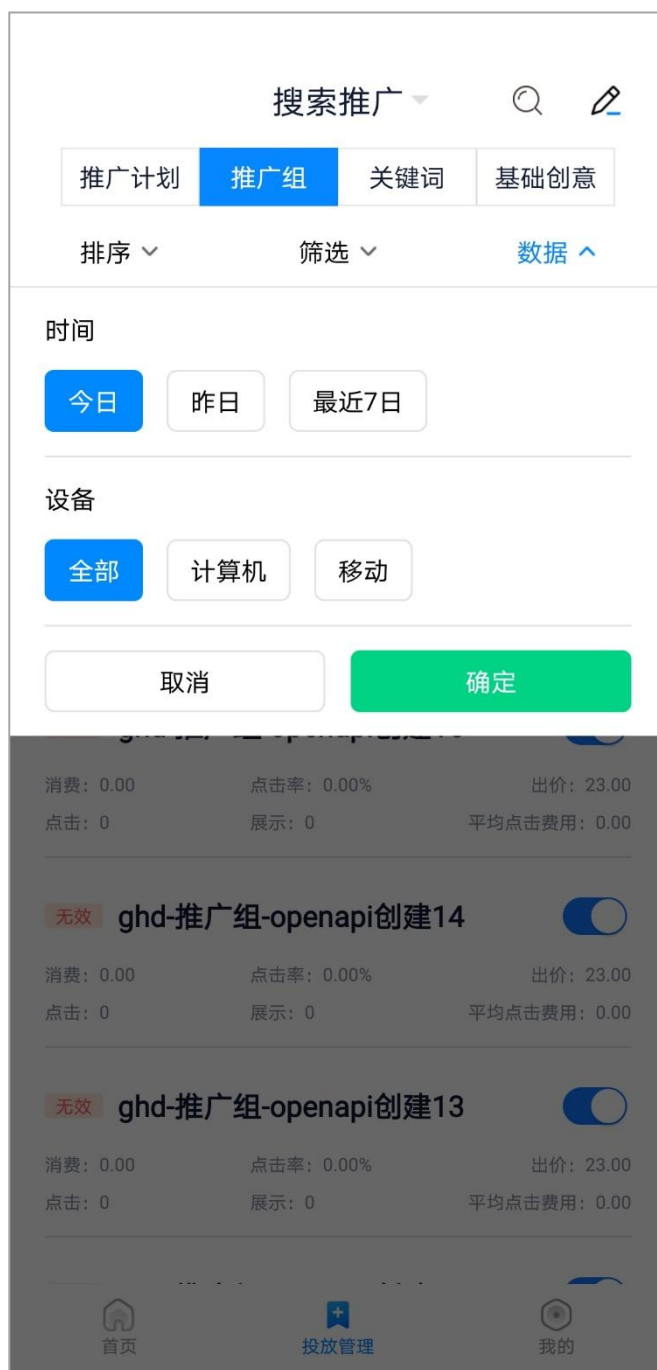 搜索推广
推广计划 推广组 关键词 基础创意
排序 筛选 数据
时间
今日 昨日 最近7日
设备
全部 计算机 移动
取消 确定
消费：0.00 点击率：0.00% 出价：23.00
点击：0 展示：0 平均点击费用：0.00
无效 ghd-推广组-openapi创建14
消费：0.00 点击率：0.00% 出价：23.00
点击：0 展示：0 平均点击费用：0.00
无效 ghd-推广组-openapi创建13
消费：0.00 点击率：0.00% 出价：23.00
点击：0 展示：0 平均点击费用：0.00
首页 投放管理 我的